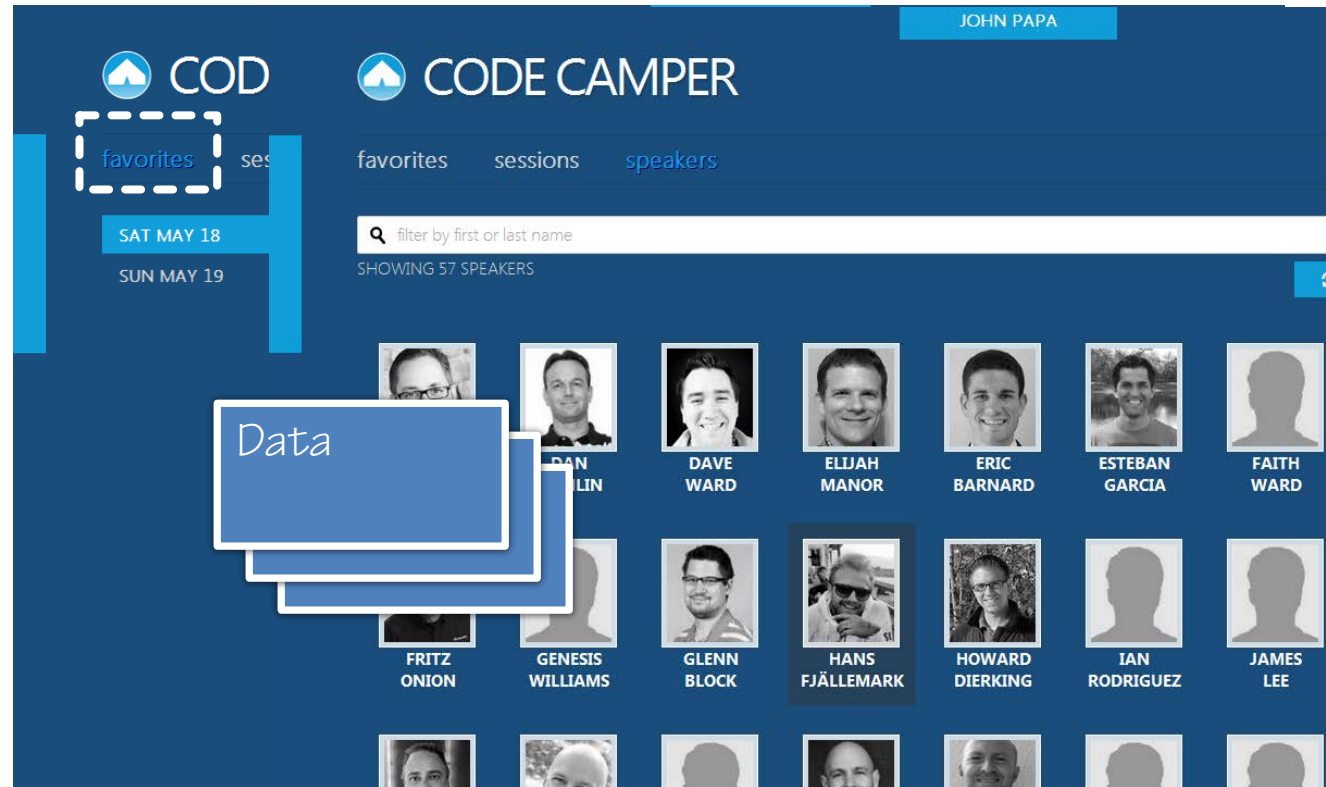 JOHN PAPA
COD
CODE CAMPER
favorites
ses
favorites sessions speakers
SAT MAY 18
SUN MAY 19
filter by first or last name
SHOWING 57 SPEAKERS
Data
DAN DAVE ELIJAH ERIC ESTEBAN FAITH
LIN WARD MANOR BARNARD GARCIA WARD
FRITZ GENESIS GLENN HANS HOWARD IAN JAMES
ONION WILLIAMS BLOCK FJÄLLEMARK DIERKING RODRIGUEZ LEE